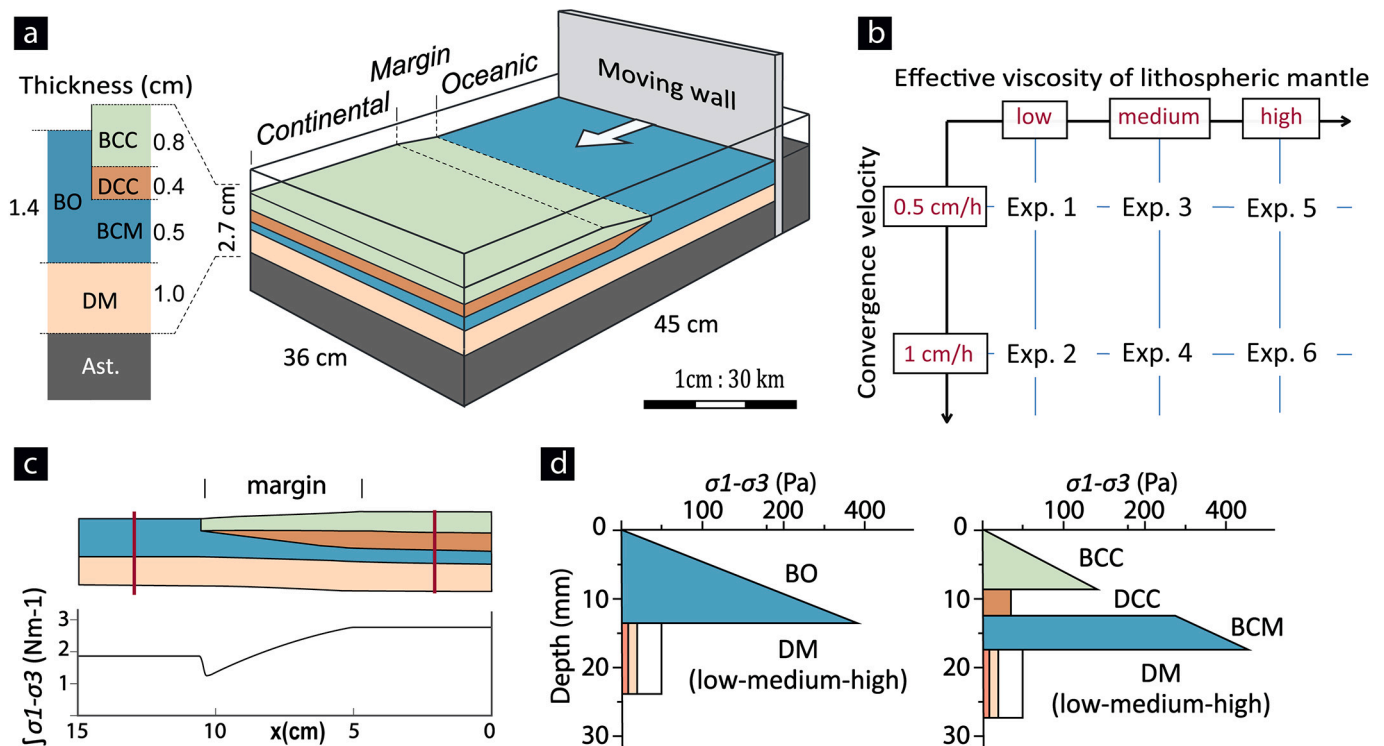 a
Thickness (cm)
BCC
0.8
DCC
0.4
BO
1.4
BCM
0.5
DM
1.0
Ast.
2.7 cm
Continental
Margin
Oceanic
Moving wall
36 cm
45 cm
1cm : 30 km
b
Effective viscosity of lithospheric mantle
low
medium
high
Convergence velocity
0.5 cm/h
Exp. 1
Exp. 3
Exp. 5
1 cm/h
Exp. 2
Exp. 4
Exp. 6
c
margin
∫σ1-σ3 (Nm-1)
3
2
1
15
10
x(cm)
5
0
d
σ1-σ3 (Pa)
100
200
400
Depth (mm)
0
10
20
30
BO
DM
(low-medium-high)
σ1-σ3 (Pa)
100
200
400
0
10
20
30
BCC
DCC
BCM
DM
(low-medium-high)